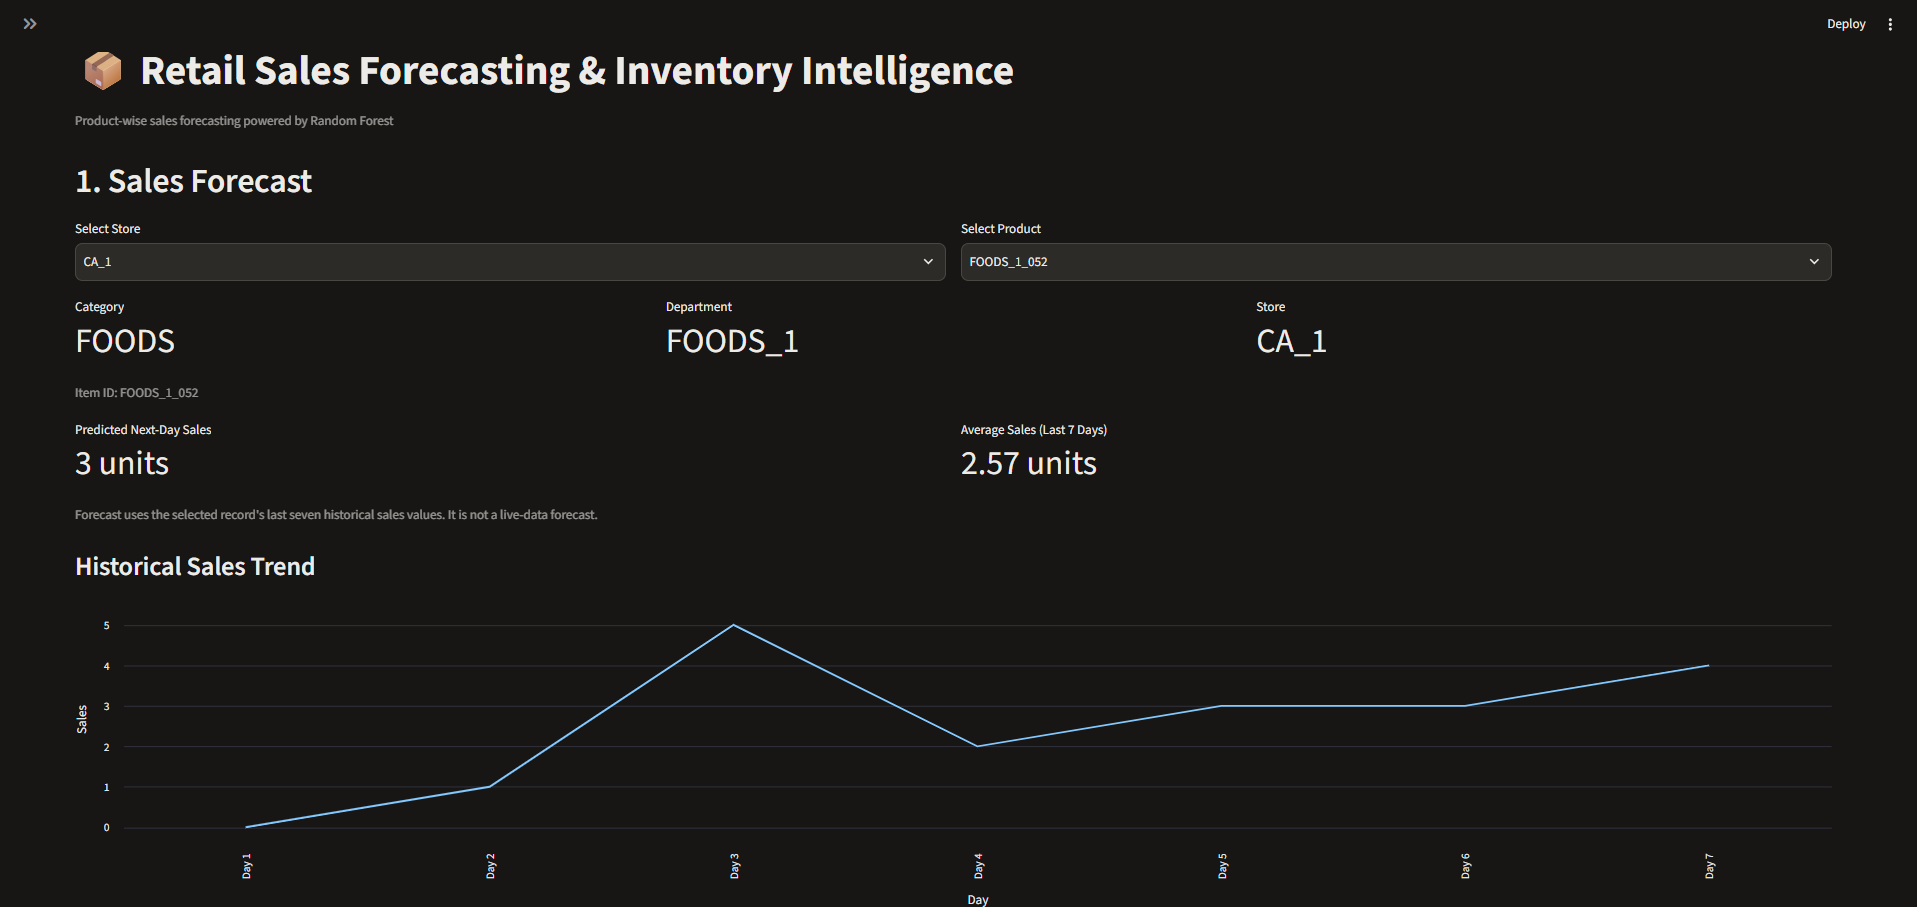 Deploy
Retail Sales Forecasting & Inventory Intelligence
Product-wise sales forecasting powered by Random Forest
1. Sales Forecast
Select Store
Select Product
CA_1
FOODS_1_052
Category
Department
Store
FOODS
FOODS_1
CA_1
Item ID: FOODS_1_052
Predicted Next-Day Sales
Average Sales (Last 7 Days)
3 units
2.57 units
Forecast uses the selected record's last seven historical sales values. It is not a live-data forecast.
Historical Sales Trend
5
4
3
2
1
0
Sales
Day 1
Day 2
Day 3
Day 4
Day 5
Day 6
Day 7
Day